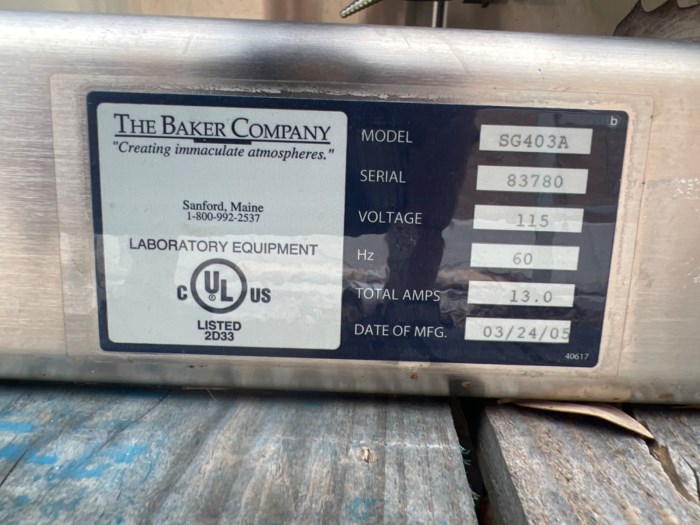 THE BAKER COMPANY
"Creating immaculate atmospheres."
Sanford, Maine
1-800-992-2537
LABORATORY EQUIPMENT
C UL US
LISTED
2D33
b
MODEL SG403A
SERIAL 83780
VOLTAGE 115
Hz 60
TOTAL AMPS 13.0
DATE OF MFG. 03/24/05
40617